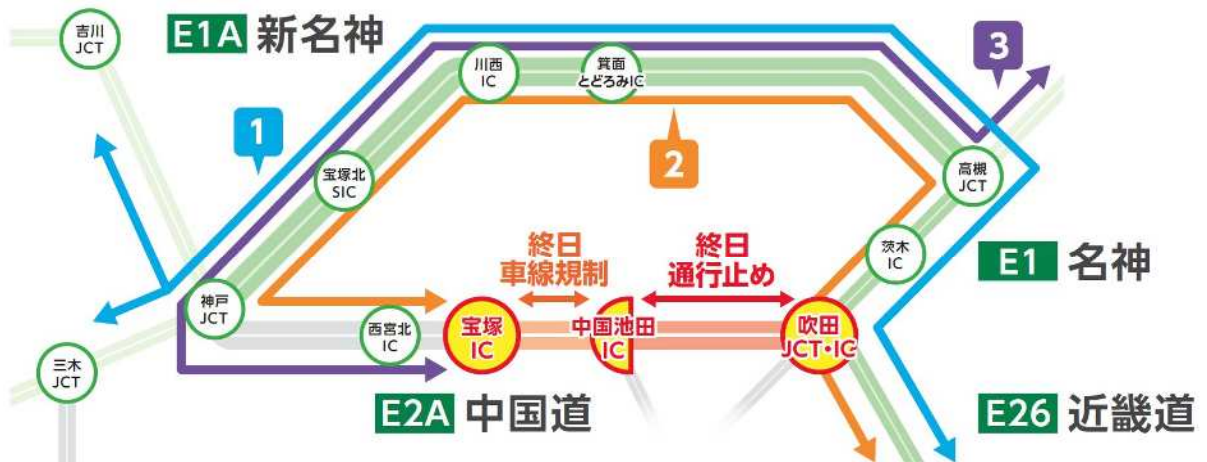 吉川
JCT
E1A 新名神
川西
IC
箕面
とどろみIC
3
1
2
宝塚北
SIC
高槻
JCT
終日
車線規制
終日
通行止め
茨木
IC
E1 名神
神戸
JCT
西宮北
IC
宝塚
IC
中国池田
IC
吹田
JCT・IC
三木
JCT
E2A 中国道
E26 近畿道